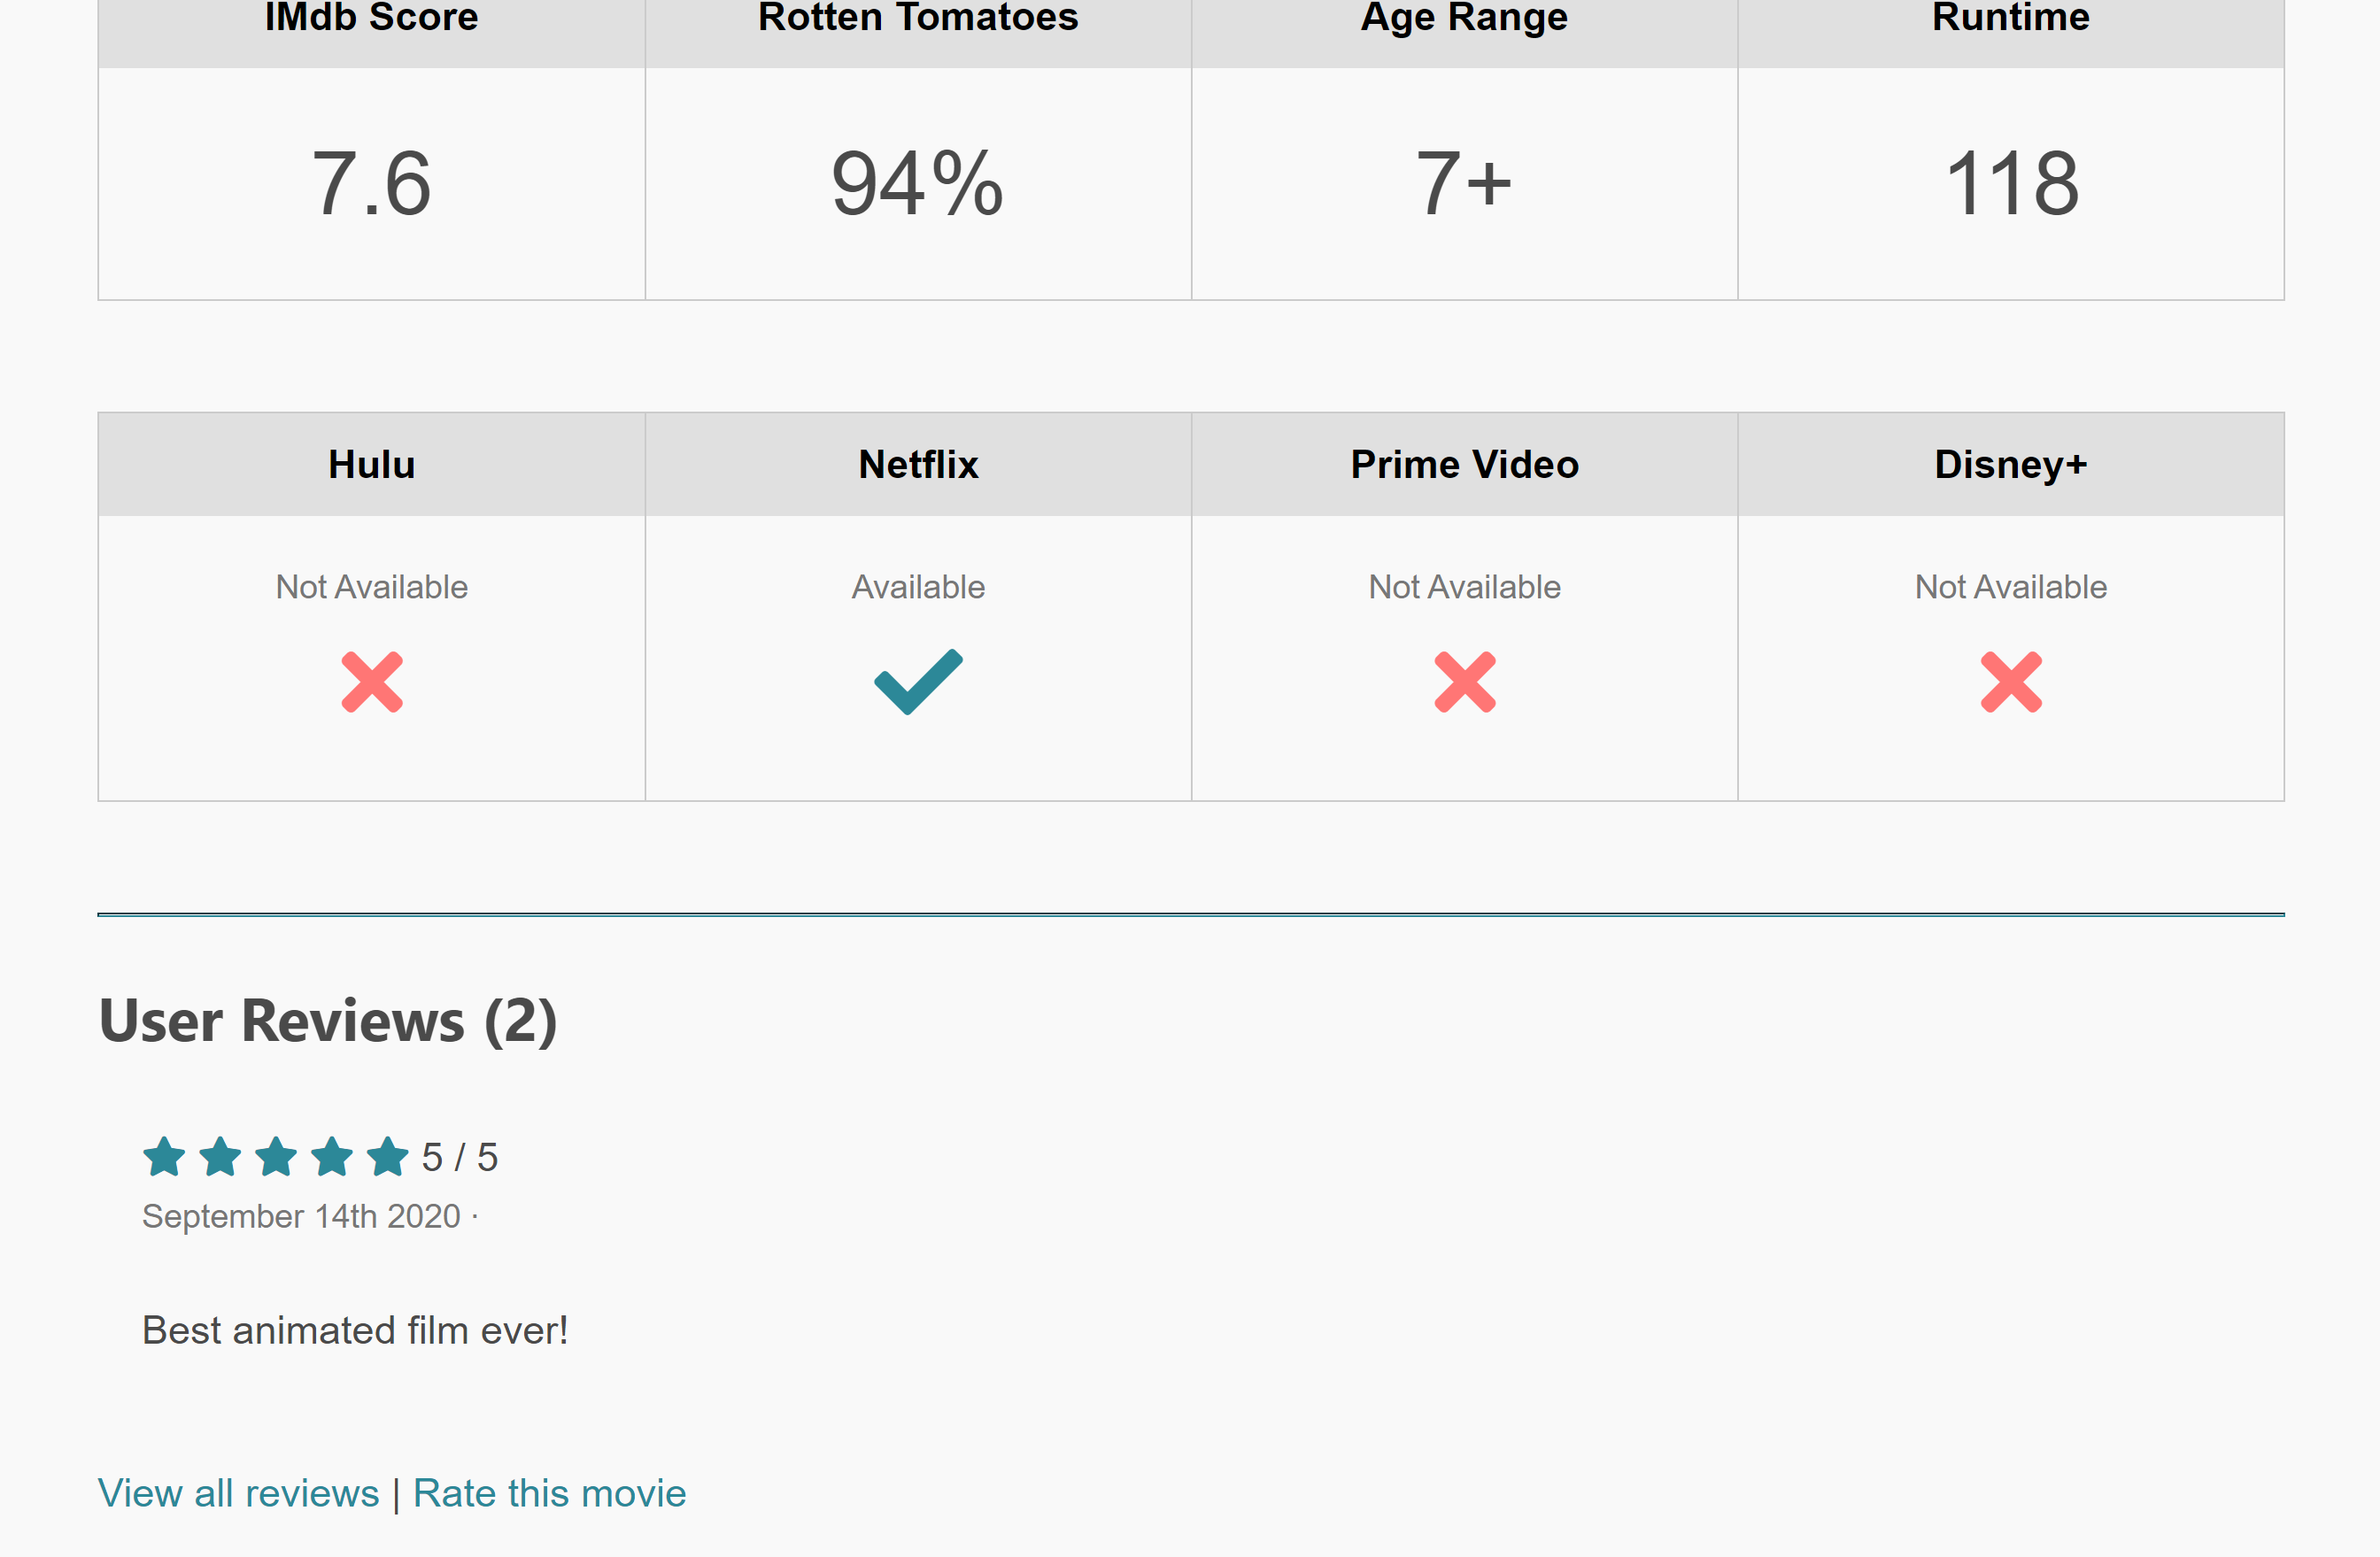 IMdb Score Rotten Tomatoes Age Range Runtime
7.6 94% 7+ 118
Hulu Netflix Prime Video Disney+
Not Available Available Not Available Not Available
User Reviews (2)
5 / 5
September 14th 2020 ·
Best animated film ever!
View all reviews | Rate this movie